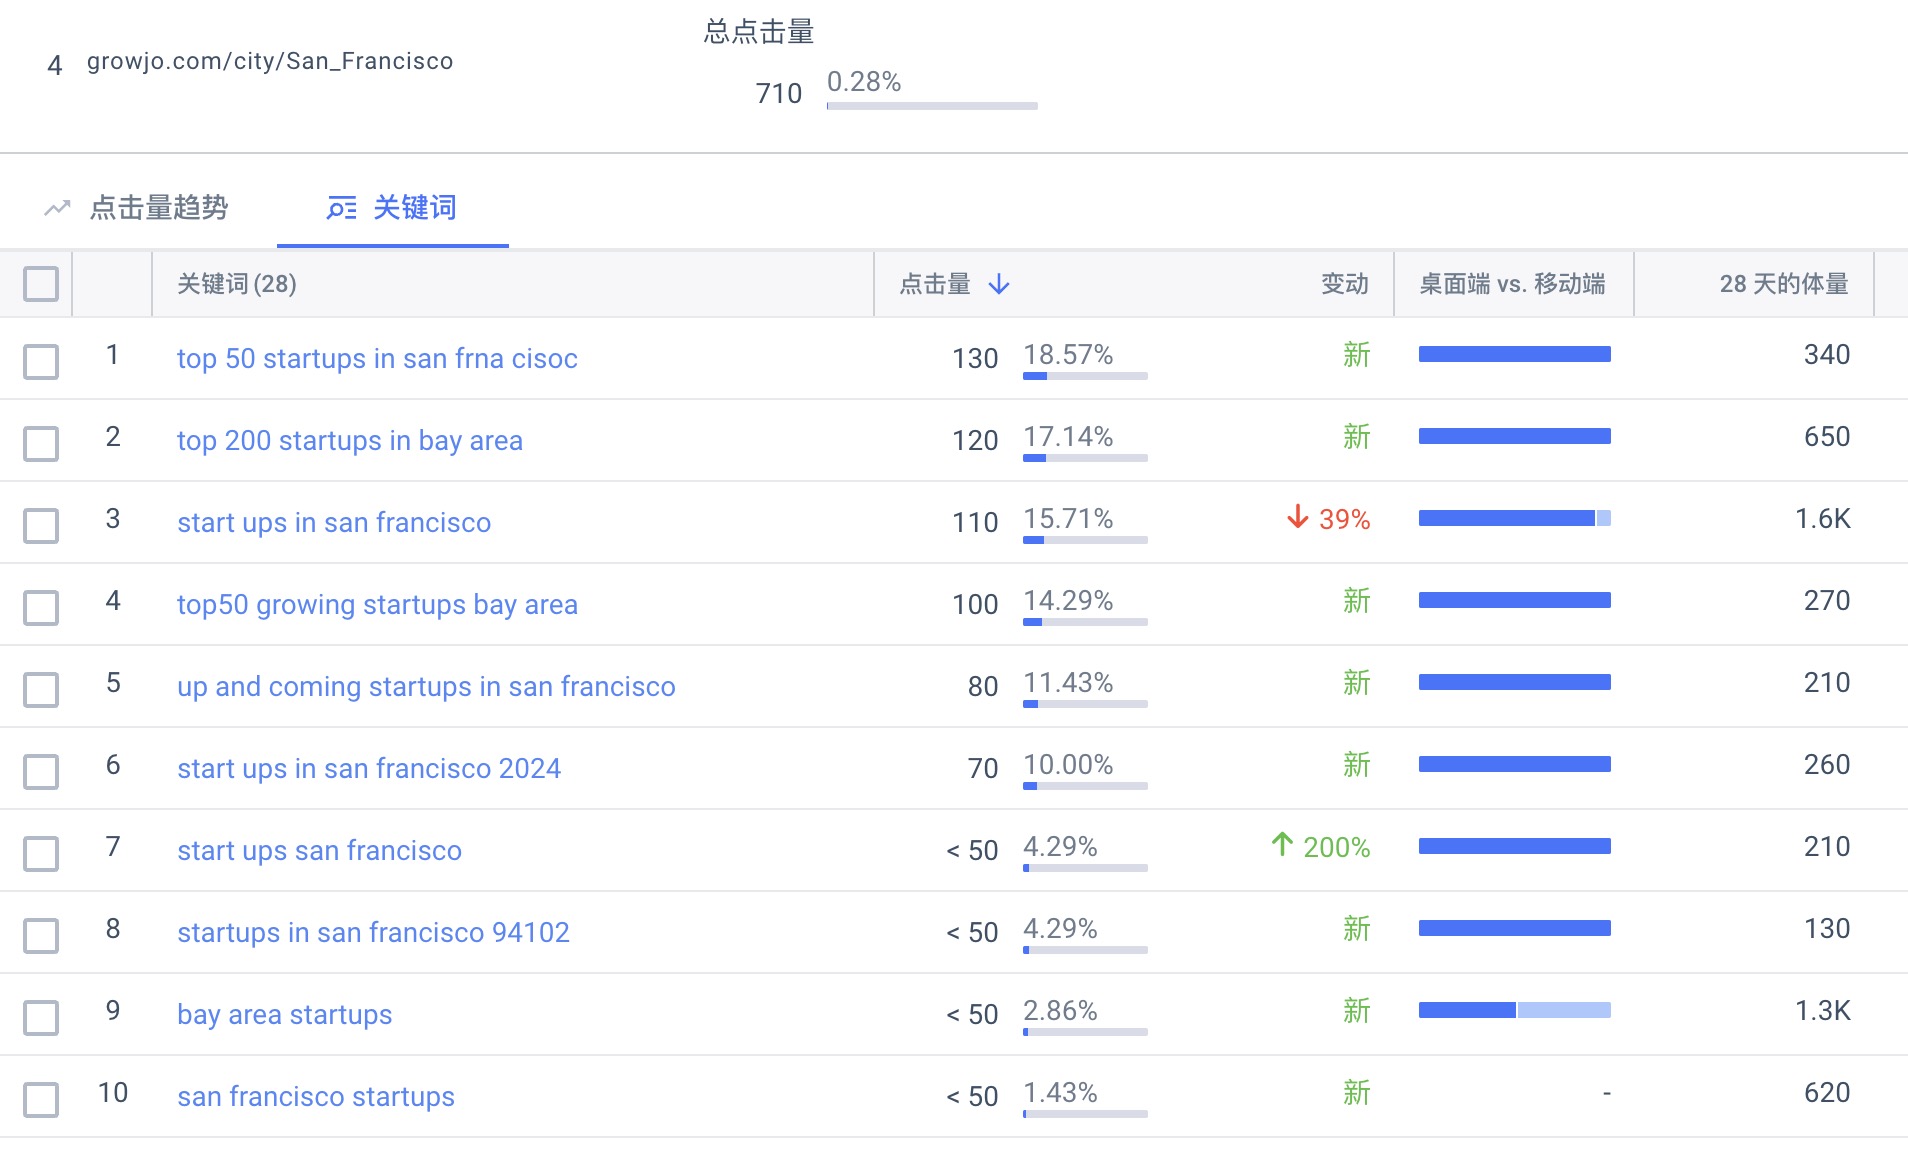 总点击量
4 growjo.com/city/San_Francisco
710 0.28%
点击量趋势 关键词
关键词 (28) 点击量 变动 桌面端 vs. 移动端 28 天的体量
1 top 50 startups in san frna cisoc 130 18.57% 新 340
2 top 200 startups in bay area 120 17.14% 新 650
3 start ups in san francisco 110 15.71% 39% 1.6K
4 top50 growing startups bay area 100 14.29% 新 270
5 up and coming startups in san francisco 80 11.43% 新 210
6 start ups in san francisco 2024 70 10.00% 新 260
7 start ups san francisco < 50 4.29% 200% 210
8 startups in san francisco 94102 < 50 4.29% 新 130
9 bay area startups < 50 2.86% 新 1.3K
10 san francisco startups < 50 1.43% 新 - 620